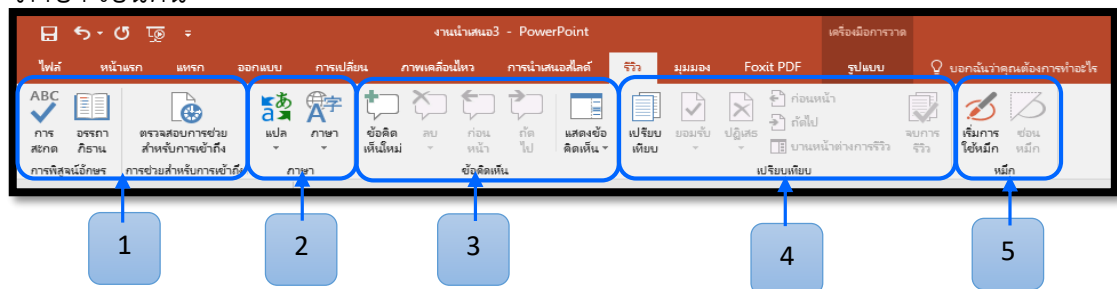 งานนำเสนอ3 - PowerPoint
เครื่องมือการวาด
ไฟล์ หน้าแรก แทรก ออกแบบ การเปลี่ยน ภาพเคลื่อนไหว การนำเสนอสไลด์ รีวิว มุมมอง Foxit PDF รูปแบบ บอกฉันว่าคุณต้องการทำอะไร
ABC
การสะกด
อรรถาภิธาน
ตรวจสอบการช่วยสำหรับการเข้าถึง
แปล
ภาษา
ข้อคิดเห็นใหม่
ลบ
ก่อนหน้า
ถัดไป
แสดงข้อคิดเห็น
เปรียบเทียบ
ยอมรับ
ปฏิเสธ
ก่อนหน้า
ถัดไป
บานหน้าต่างการรีวิว
จบการรีวิว
เริ่มการใช้หมึก
ซ่อนหมึก
การพิสูจน์อักษร การช่วยสำหรับการเข้าถึง ภาษา ข้อคิดเห็น เปรียบเทียบ หมึก
1 2 3 4 5